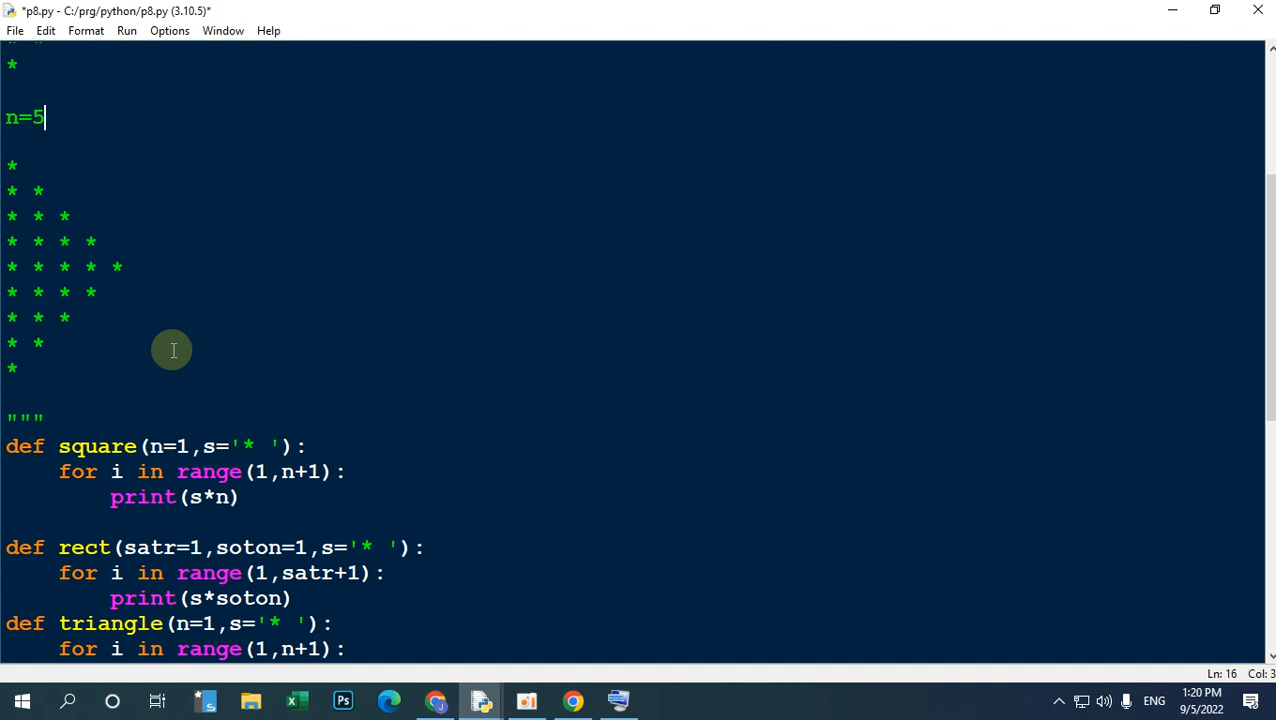 *p8.py - C:/prg/python/p8.py (3.10.5)*
File Edit Format Run Options Window Help
*
n=5
*
* *
* * *
* * * *
* * * * *
* * * *
* * *
* *
*
"""
def square(n=1,s='* '):
    for i in range(1,n+1):
        print(s*n)
def rect(satr=1,soton=1,s='* '):
    for i in range(1,satr+1):
        print(s*soton)
def triangle(n=1,s='* '):
    for i in range(1,n+1):
Ln: 16 Col: 3
ENG
1:20 PM
9/5/2022